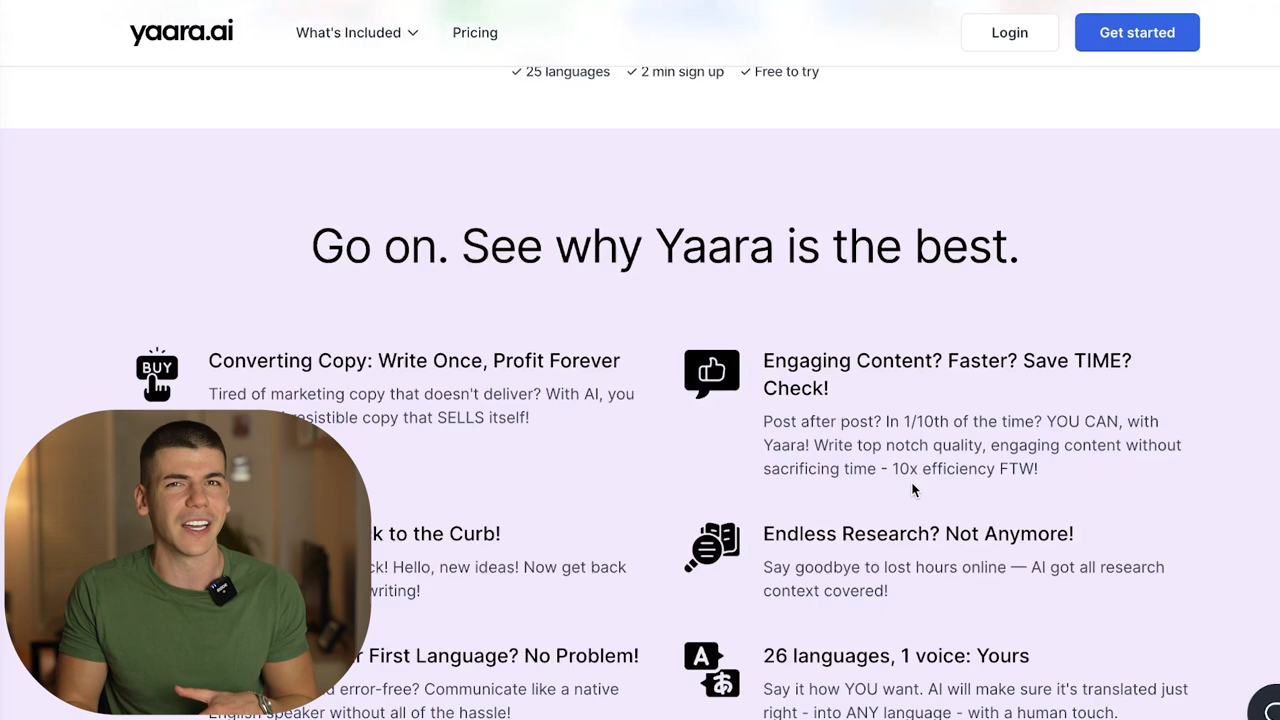 yaara.ai
What's Included
Pricing
Login
Get started
✓ 25 languages ✓ 2 min sign up ✓ Free to try
Go on. See why Yaara is the best.
BUY
Converting Copy: Write Once, Profit Forever
Tired of marketing copy that doesn't deliver? With AI, you
resistible copy that SELLS itself!
Engaging Content? Faster? Save TIME?
Check!
Post after post? In 1/10th of the time? YOU CAN, with
Yaara! Write top notch quality, engaging content without
sacrificing time - 10x efficiency FTW!
k to the Curb!
ck! Hello, new ideas! Now get back
writing!
Endless Research? Not Anymore!
Say goodbye to lost hours online — AI got all research
context covered!
r First Language? No Problem!
d error-free? Communicate like a native
English speaker without all of the hassle!
A
あ
26 languages, 1 voice: Yours
Say it how YOU want. AI will make sure it's translated just
right - into ANY language - with a human touch.